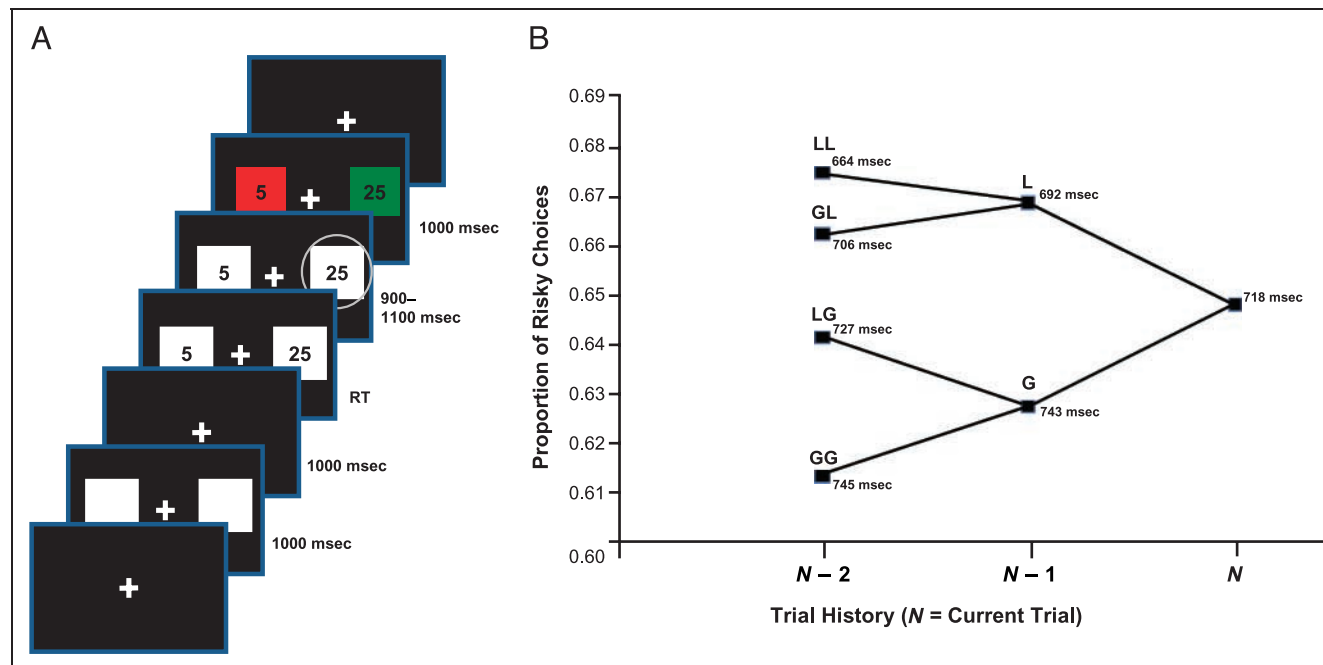 A
5
25
1000 msec
5
25
900–
1100 msec
5
25
RT
1000 msec
1000 msec
B
Proportion of Risky Choices
0.69
0.68
0.67
0.66
0.65
0.64
0.63
0.62
0.61
0.60
LL
664 msec
GL
706 msec
LG
727 msec
GG
745 msec
L
692 msec
G
743 msec
718 msec
N – 2
N – 1
N
Trial History (N = Current Trial)